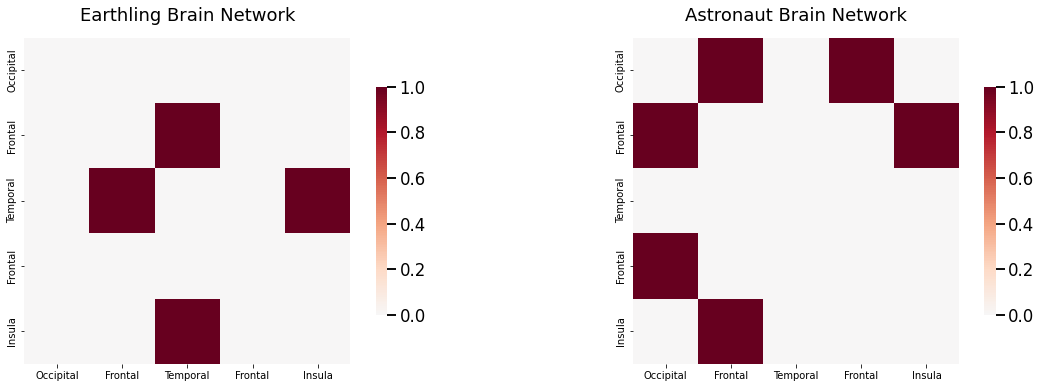 Earthling Brain Network
Occipital
Frontal
Temporal
Frontal
Insula
Occipital Frontal Temporal Frontal Insula
1.0
0.8
0.6
0.4
0.2
0.0
Astronaut Brain Network
Occipital
Frontal
Temporal
Frontal
Insula
Occipital Frontal Temporal Frontal Insula
1.0
0.8
0.6
0.4
0.2
0.0